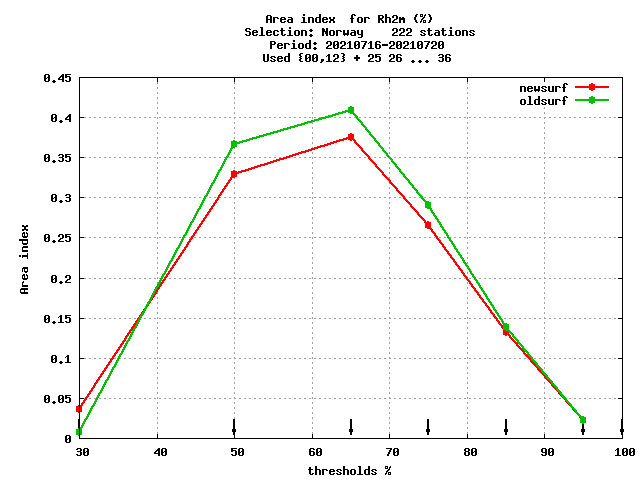 Area index  for Rh2m (%)
Selection: Norway    222 stations
Period: 20210716-20210720
Used {00,12} + 25 26 ... 36
newsurf
oldsurf
0.45
0.4
0.35
0.3
0.25
0.2
0.15
0.1
0.05
0
Area index
30 40 50 60 70 80 90 100
thresholds %